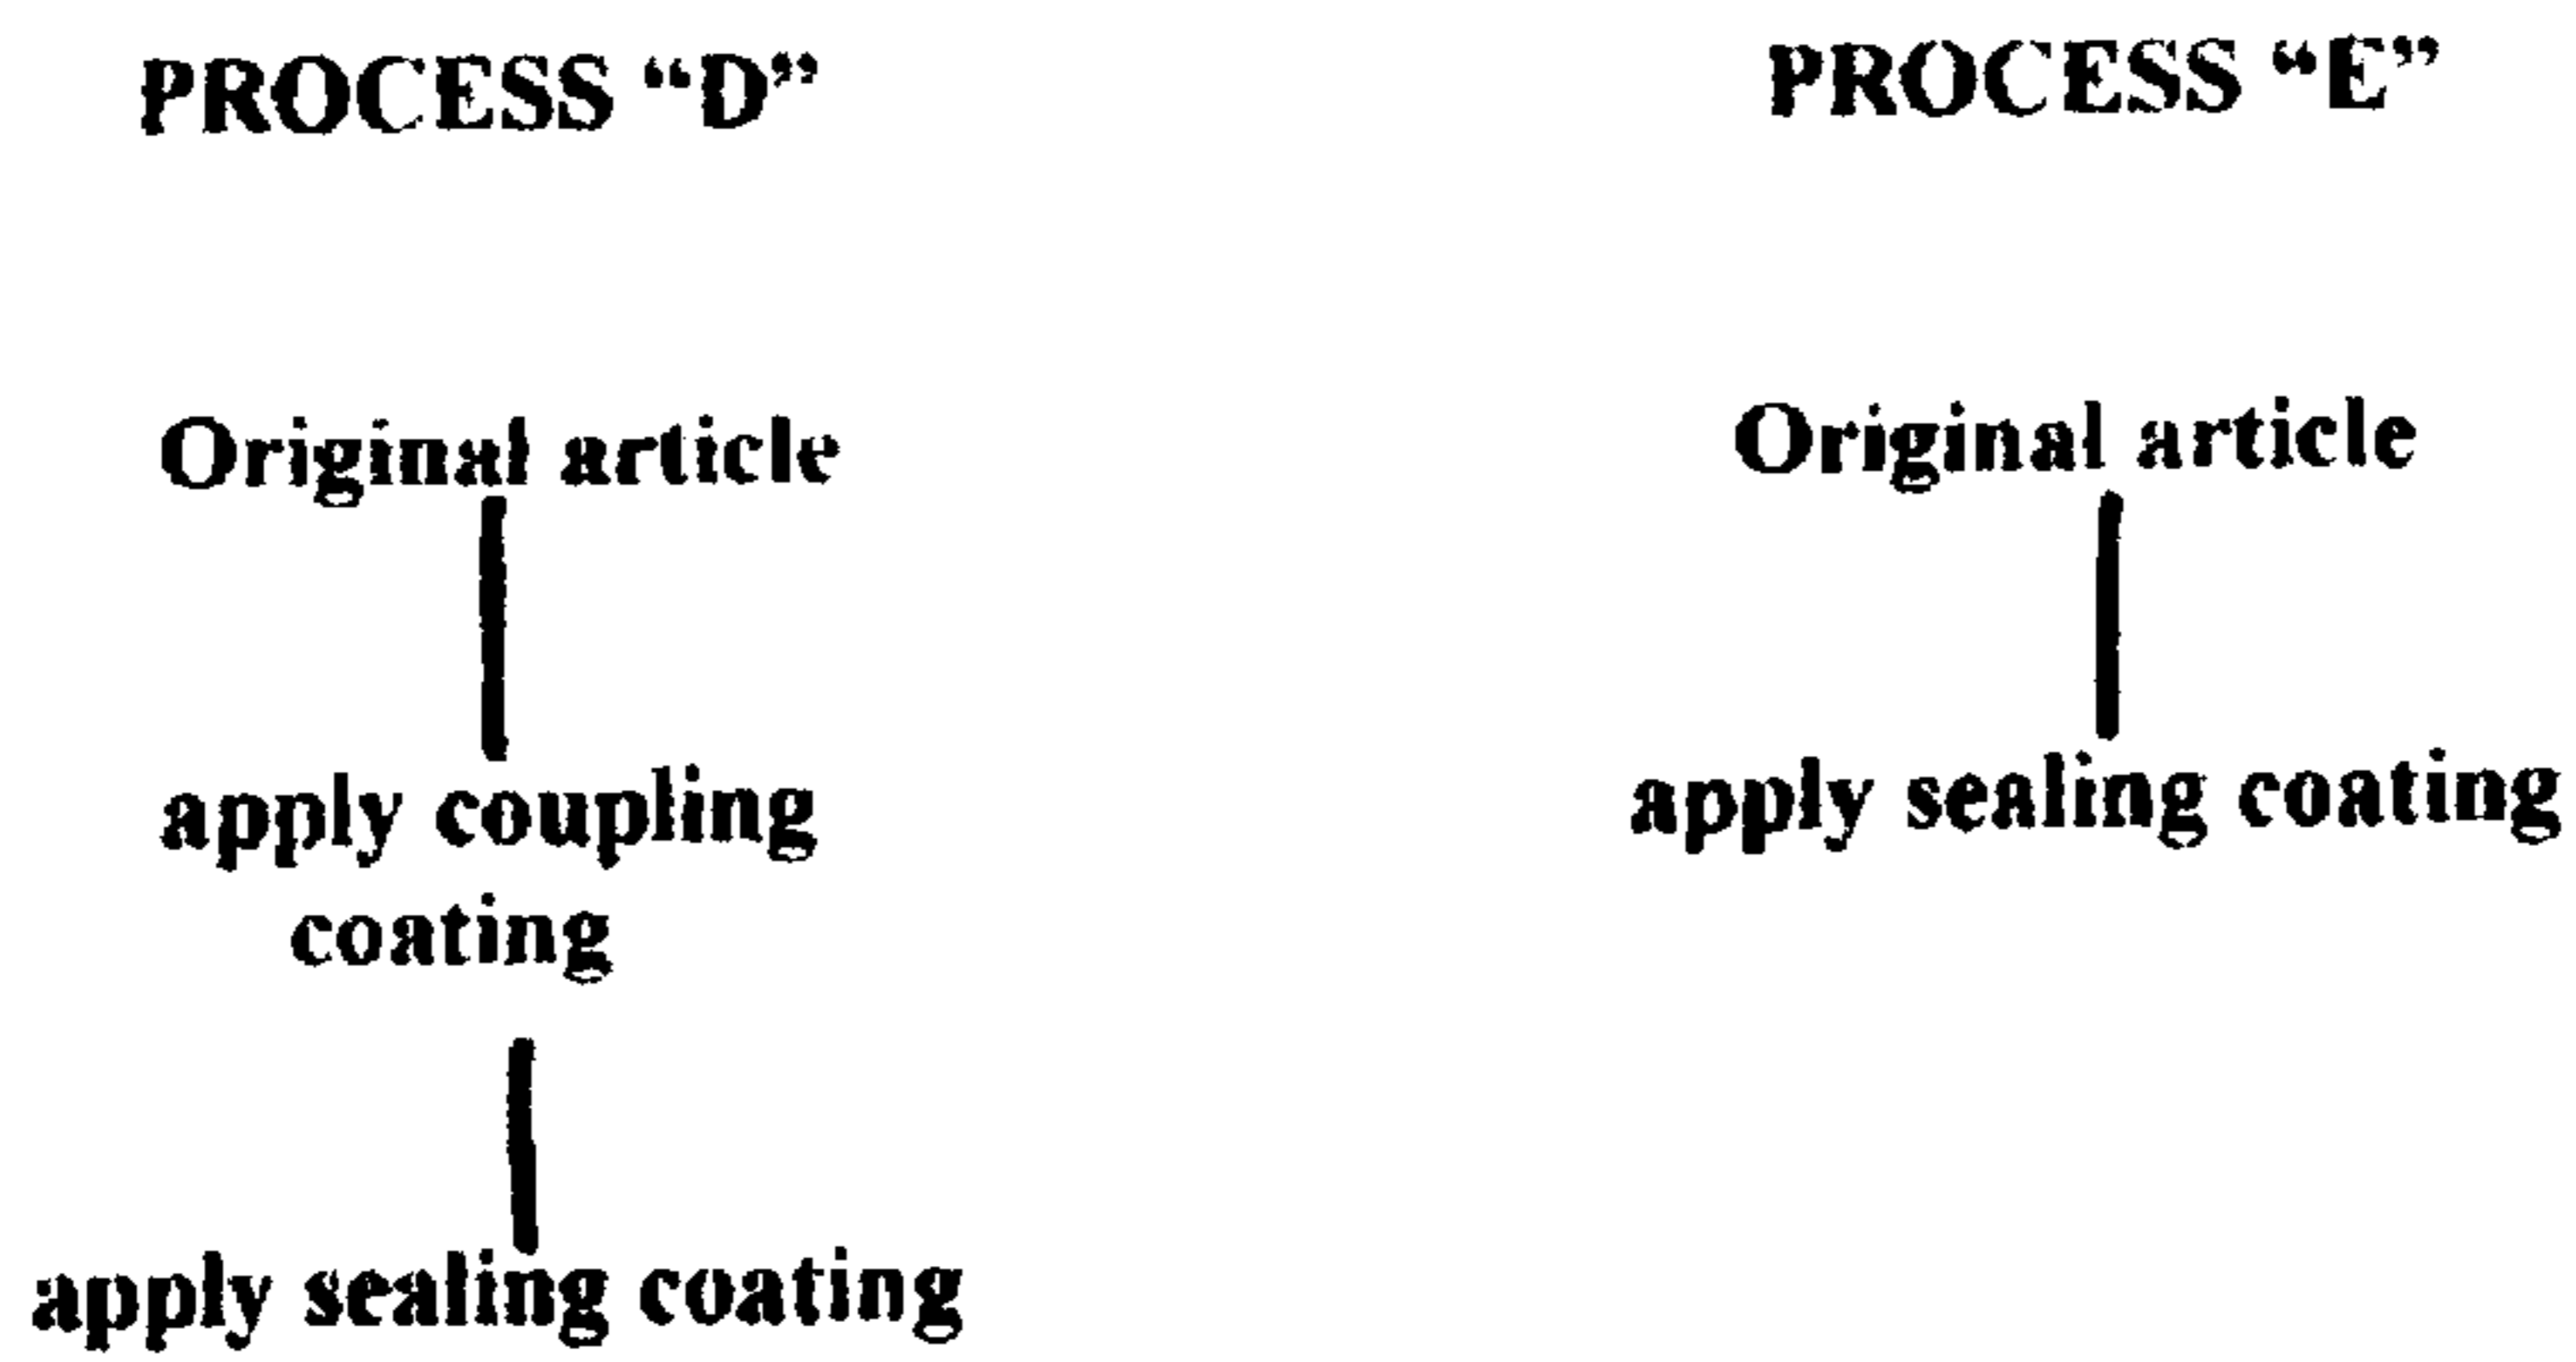 PROCESS “D”
Original article
apply coupling
coating
apply sealing coating
PROCESS “E”
Original article
apply sealing coating